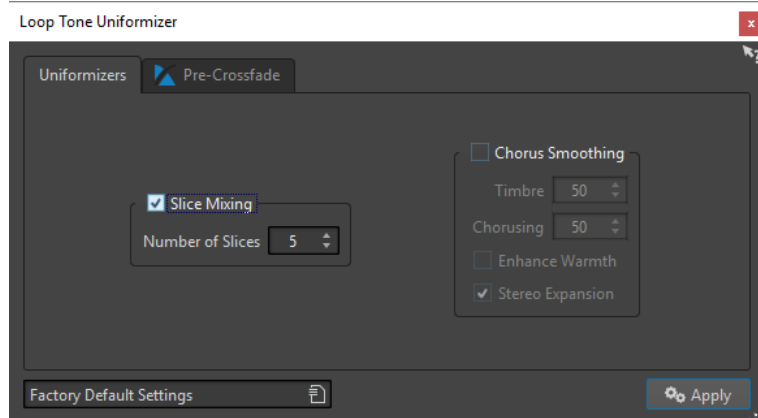 Loop Tone Uniformizer
x
Uniformizers
Pre-Crossfade
Slice Mixing
Number of Slices 5
Chorus Smoothing
Timbre 50
Chorusing 50
Enhance Warmth
Stereo Expansion
Factory Default Settings
Apply